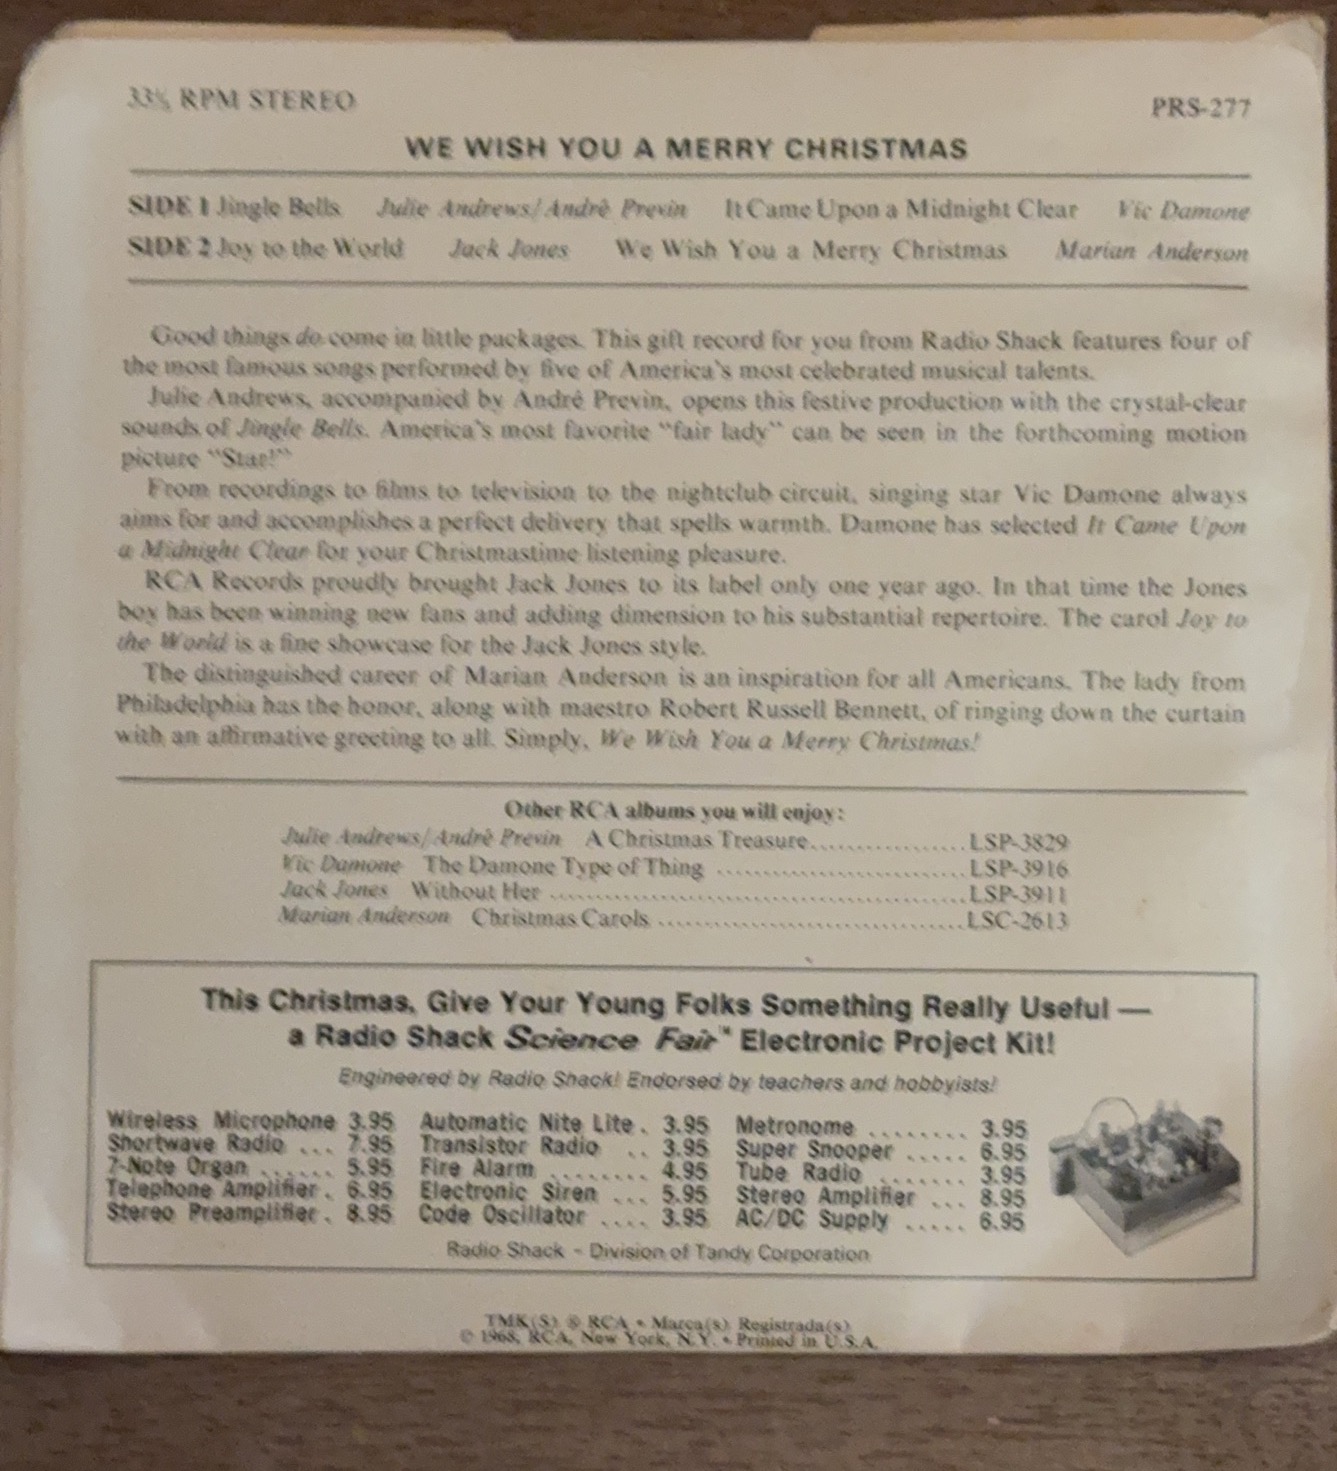 33⅓ RPM STEREO PRS-277
WE WISH YOU A MERRY CHRISTMAS
SIDE 1 Jingle Bells Julie Andrews/André Previn It Came Upon a Midnight Clear Vic Damone
SIDE 2 Joy to the World Jack Jones We Wish You a Merry Christmas Marian Anderson
Good things do come in little packages. This gift record for you from Radio Shack features four of
the most famous songs performed by five of America's most celebrated musical talents.
Julie Andrews, accompanied by André Previn, opens this festive production with the crystal-clear
sounds of Jingle Bells. America's most favorite "fair lady" can be seen in the forthcoming motion
picture "Star!"
From recordings to films to television to the nightclub circuit, singing star Vic Damone always
aims for and accomplishes a perfect delivery that spells warmth. Damone has selected It Came Upon
a Midnight Clear for your Christmastime listening pleasure.
RCA Records proudly brought Jack Jones to its label only one year ago. In that time the Jones
boy has been winning new fans and adding dimension to his substantial repertoire. The carol Joy to
the World is a fine showcase for the Jack Jones style.
The distinguished career of Marian Anderson is an inspiration for all Americans. The lady from
Philadelphia has the honor, along with maestro Robert Russell Bennett, of ringing down the curtain
with an affirmative greeting to all. Simply, We Wish You a Merry Christmas!
Other RCA albums you will enjoy:
Julie Andrews/André Previn A Christmas Treasure................LSP-3829
Vic Damone The Damone Type of Thing ..........................LSP-3916
Jack Jones Without Her ............................................LSP-3911
Marian Anderson Christmas Carols ................................LSC-2613
This Christmas, Give Your Young Folks Something Really Useful —
a Radio Shack Science Fair™ Electronic Project Kit!
Engineered by Radio Shack! Endorsed by teachers and hobbyists!
Wireless Microphone 3.95 Automatic Nite Lite . 3.95 Metronome ........ 3.95
Shortwave Radio ... 7.95 Transistor Radio .. 3.95 Super Snooper ..... 6.95
7-Note Organ ...... 5.95 Fire Alarm ........ 4.95 Tube Radio ....... 3.95
Telephone Amplifier . 6.95 Electronic Siren ... 5.95 Stereo Amplifier ... 8.95
Stereo Preamplifier . 8.95 Code Oscillator .... 3.95 AC/DC Supply ..... 6.95
Radio Shack - Division of Tandy Corporation
TMK(S) ® RCA • Marca(s) Registrada(s)
© 1968, RCA, New York, N.Y. • Printed in U.S.A.